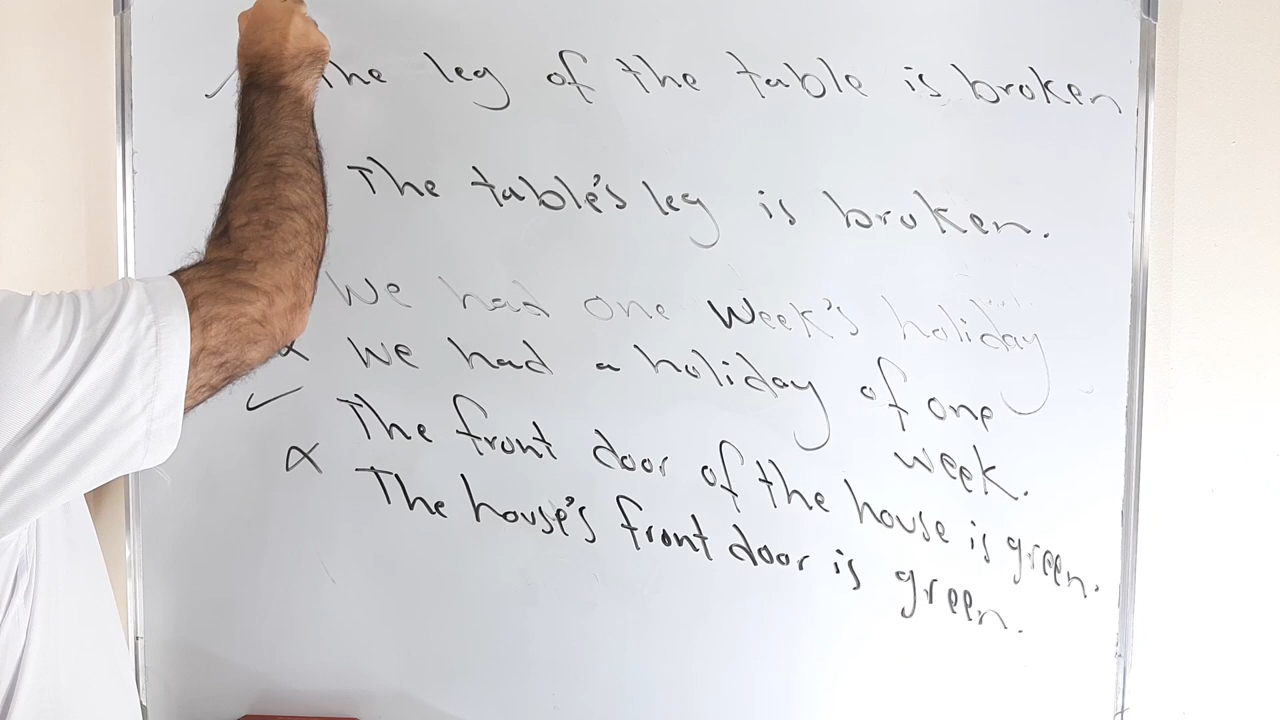 The leg of the table is broken
The table's leg is broken.
We had one week's holiday
We had a holiday of one
week.
The front door of the house is green.
The house's front door is green.